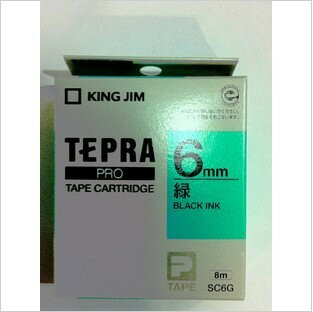 KING JIM
TEPRA
PRO
TAPE CARTRIDGE
6mm
緑
BLACK INK
TAPE
8m
SC6G